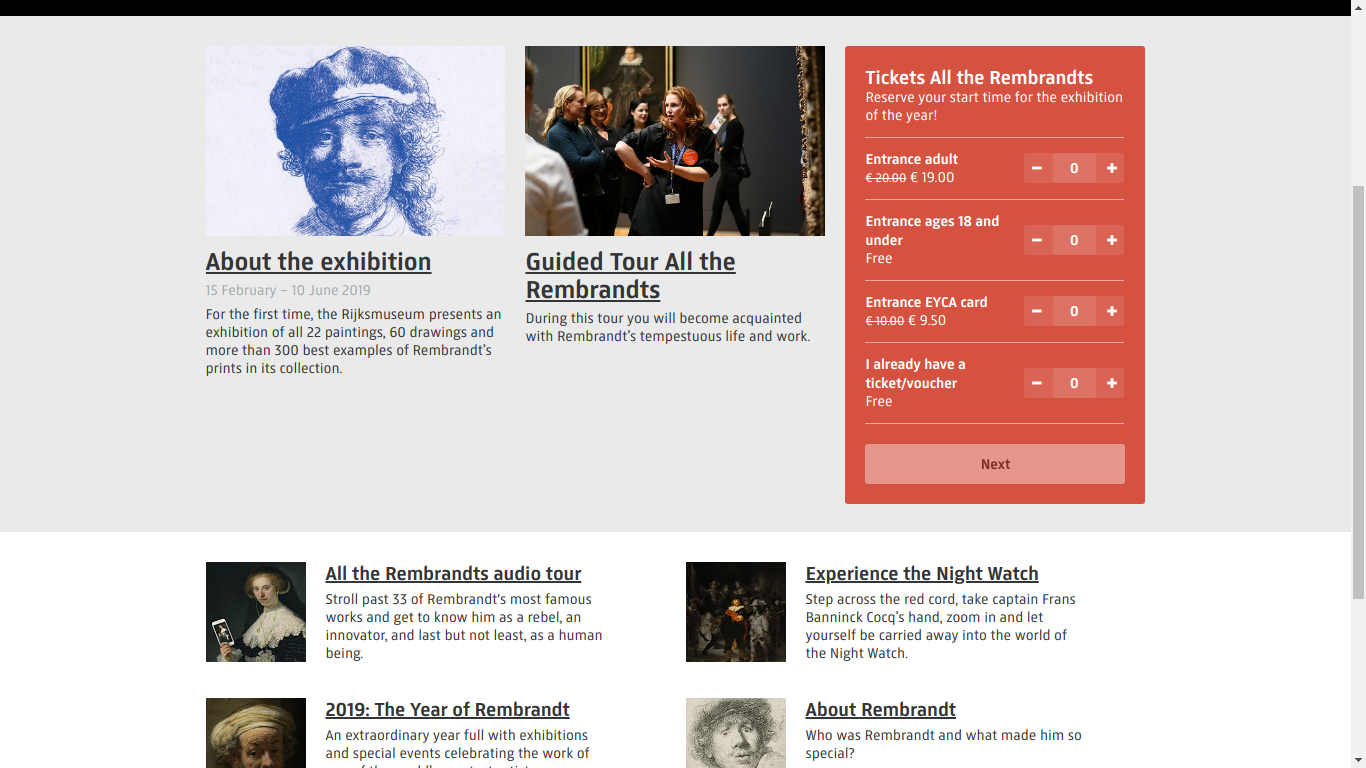 About the exhibition
15 February – 10 June 2019
For the first time, the Rijksmuseum presents an
exhibition of all 22 paintings, 60 drawings and
more than 300 best examples of Rembrandt's
prints in its collection.
Guided Tour All the
Rembrandts
During this tour you will become acquainted
with Rembrandt's tempestuous life and work.
Tickets All the Rembrandts
Reserve your start time for the exhibition
of the year!
Entrance adult
€ 20.00 € 19.00
− 0 +
Entrance ages 18 and
under
Free
− 0 +
Entrance EYCA card
€ 10.00 € 9.50
− 0 +
I already have a
ticket/voucher
Free
− 0 +
Next
All the Rembrandts audio tour
Stroll past 33 of Rembrandt's most famous
works and get to know him as a rebel, an
innovator, and last but not least, as a human
being.
Experience the Night Watch
Step across the red cord, take captain Frans
Banninck Cocq's hand, zoom in and let
yourself be carried away into the world of
the Night Watch.
2019: The Year of Rembrandt
An extraordinary year full with exhibitions
and special events celebrating the work of
About Rembrandt
Who was Rembrandt and what made him so
special?